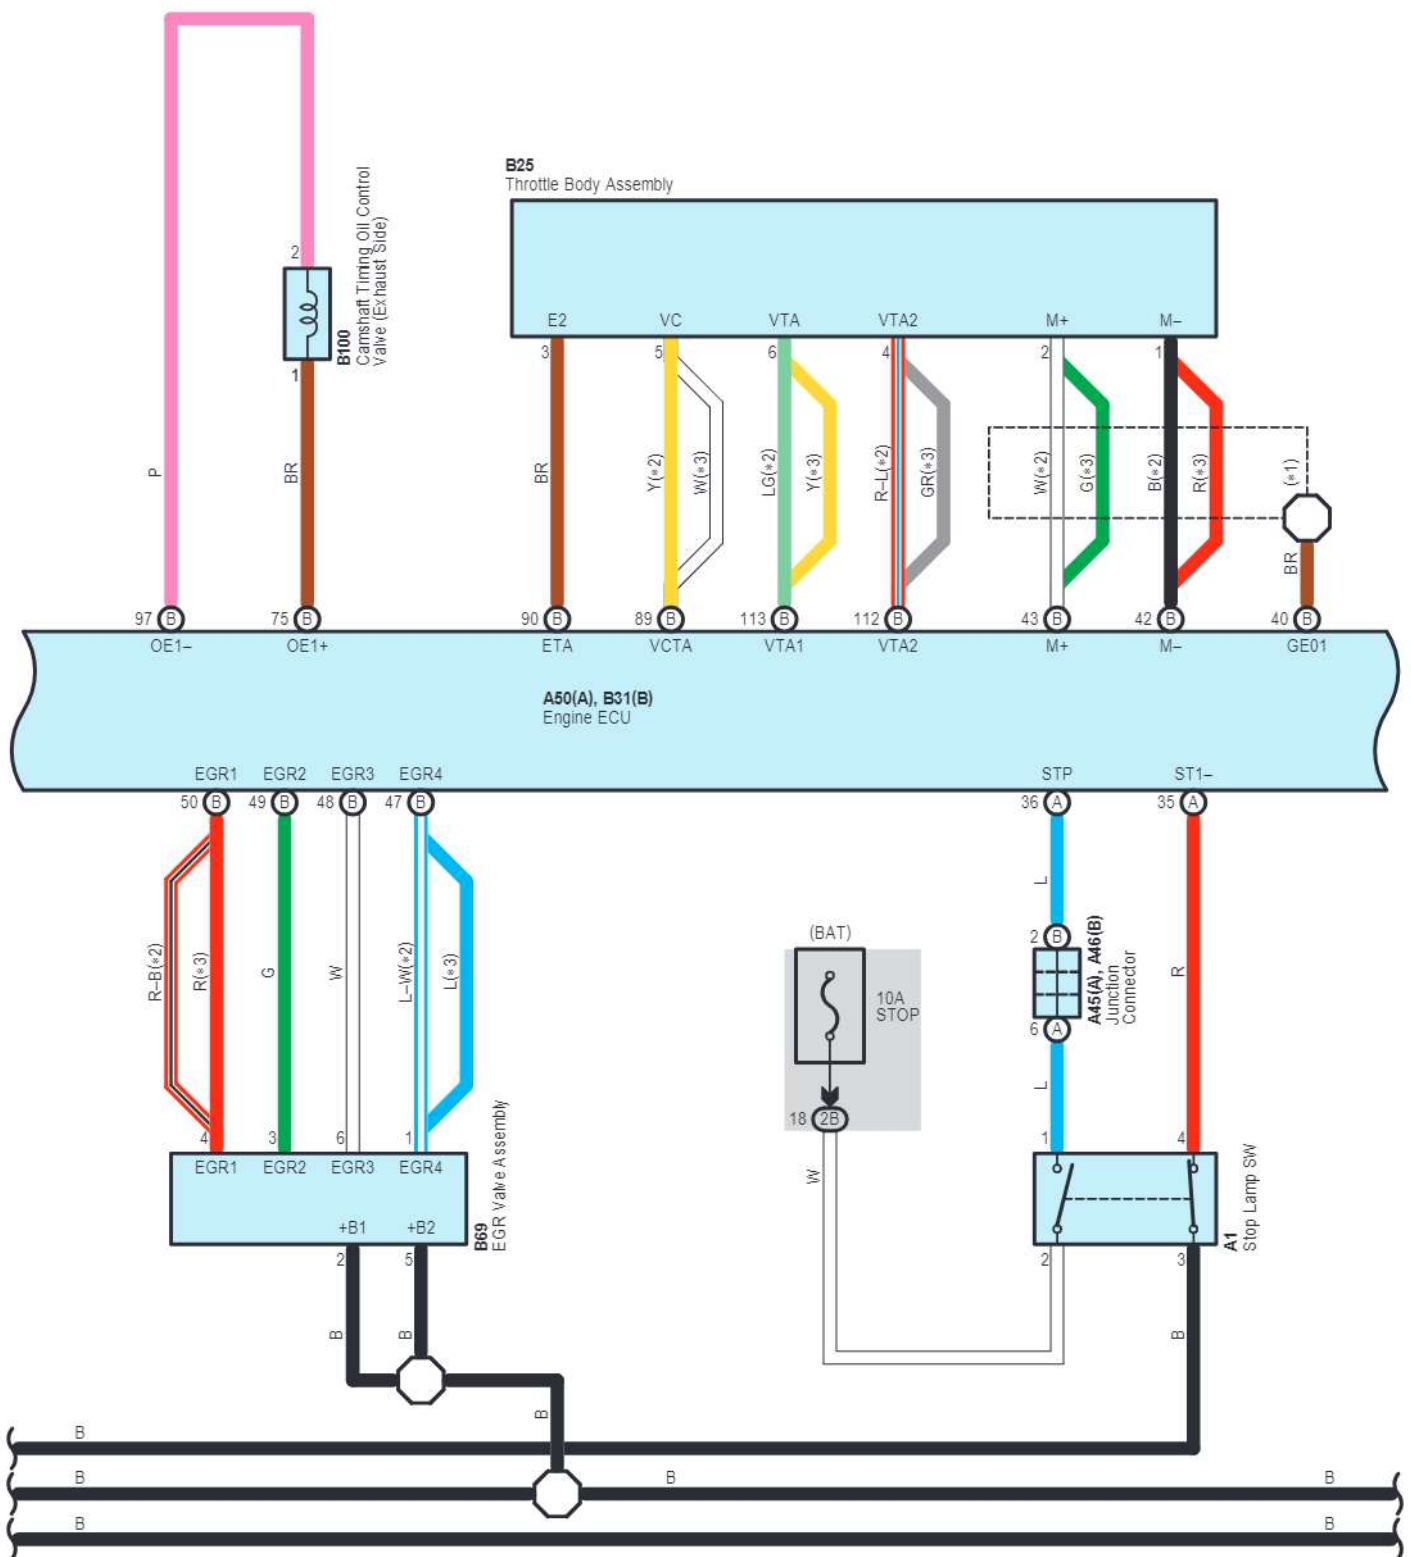 B25
Throttle Body Assembly
2
B100
Camshaft Timing Oil Control
Valve (Exhaust Side)
1
E2 VC VTA VTA2 M+ M–
3 5 6 4 2 1
P BR BR Y(*2) W(*3) LG(*2) Y(*3) R–L(*2) GR(*3) W(*2) G(*3) B(*2) R(*3) (*1)
BR
97 B 75 B 90 B 89 B 113 B 112 B 43 B 42 B 40 B
OE1– OE1+ ETA VCTA VTA1 VTA2 M+ M– GE01
A50(A), B31(B)
Engine ECU
EGR1 EGR2 EGR3 EGR4 STP ST1–
50 B 49 B 48 B 47 B 36 A 35 A
L
(BAT)
2 B
R–B(*2) R(*3) G W L–W(*2) L(*3)
10A
STOP
A45(A), A46(B)
Junction
Connector
R
6 A
L
18 2B
4 3 6 1 1 4
EGR1 EGR2 EGR3 EGR4
+B1 +B2
B69
EGR Valve Assembly
W
A1
Stop Lamp SW
2 5 2 3
B B B
B
B
B B B
B B